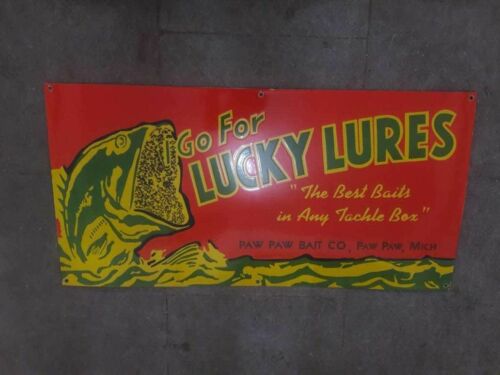 Go For
LUCKY LURES
"The Best Baits
in Any Tackle Box"
PAW PAW BAIT CO, PAW PAW, MICH